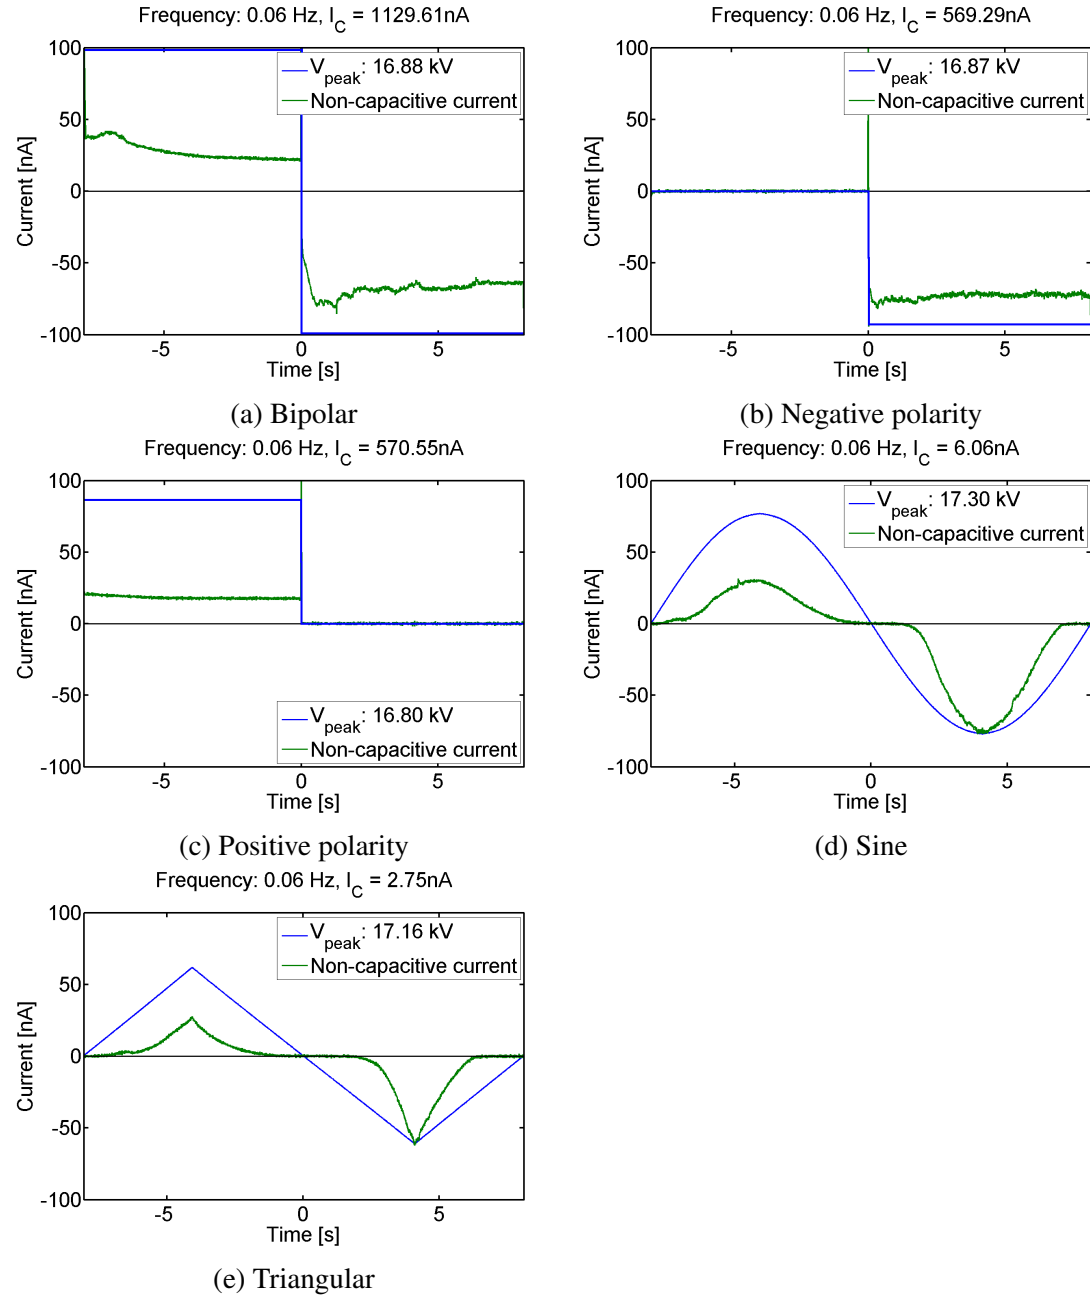 Frequency: 0.06 Hz, I_C = 1129.61nA
100
50
0
-50
-100
Current [nA]
V_peak: 16.88 kV
Non-capacitive current
-5 0 5
Time [s]
(a) Bipolar
Frequency: 0.06 Hz, I_C = 569.29nA
100
50
0
-50
-100
Current [nA]
V_peak: 16.87 kV
Non-capacitive current
-5 0 5
Time [s]
(b) Negative polarity
Frequency: 0.06 Hz, I_C = 570.55nA
100
50
0
-50
-100
Current [nA]
V_peak: 16.80 kV
Non-capacitive current
-5 0 5
Time [s]
(c) Positive polarity
Frequency: 0.06 Hz, I_C = 6.06nA
100
50
0
-50
-100
Current [nA]
V_peak: 17.30 kV
Non-capacitive current
-5 0 5
Time [s]
(d) Sine
Frequency: 0.06 Hz, I_C = 2.75nA
100
50
0
-50
-100
Current [nA]
V_peak: 17.16 kV
Non-capacitive current
-5 0 5
Time [s]
(e) Triangular